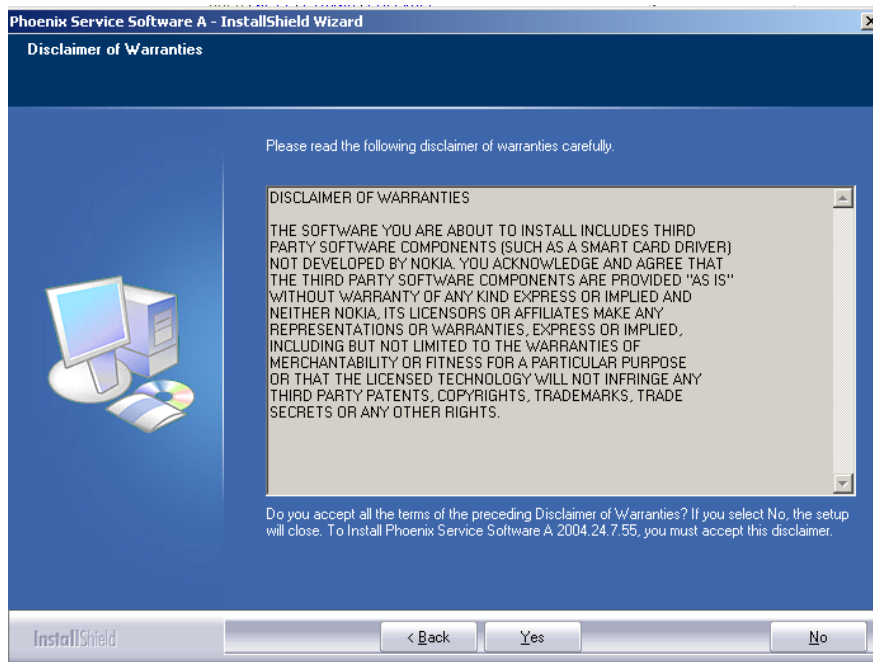 Phoenix Service Software A - InstallShield Wizard
Disclaimer of Warranties
Please read the following disclaimer of warranties carefully.
DISCLAIMER OF WARRANTIES
THE SOFTWARE YOU ARE ABOUT TO INSTALL INCLUDES THIRD
PARTY SOFTWARE COMPONENTS (SUCH AS A SMART CARD DRIVER)
NOT DEVELOPED BY NOKIA. YOU ACKNOWLEDGE AND AGREE THAT
THE THIRD PARTY SOFTWARE COMPONENTS ARE PROVIDED "AS IS"
WITHOUT WARRANTY OF ANY KIND EXPRESS OR IMPLIED AND
NEITHER NOKIA, ITS LICENSORS OR AFFILIATES MAKE ANY
REPRESENTATIONS OR WARRANTIES, EXPRESS OR IMPLIED,
INCLUDING BUT NOT LIMITED TO THE WARRANTIES OF
MERCHANTABILITY OR FITNESS FOR A PARTICULAR PURPOSE
OR THAT THE LICENSED TECHNOLOGY WILL NOT INFRINGE ANY
THIRD PARTY PATENTS, COPYRIGHTS, TRADEMARKS, TRADE
SECRETS OR ANY OTHER RIGHTS.
Do you accept all the terms of the preceding Disclaimer of Warranties? If you select No, the setup
will close. To Install Phoenix Service Software A 2004.24.7.55, you must accept this disclaimer.
InstallShield
< Back
Yes
No